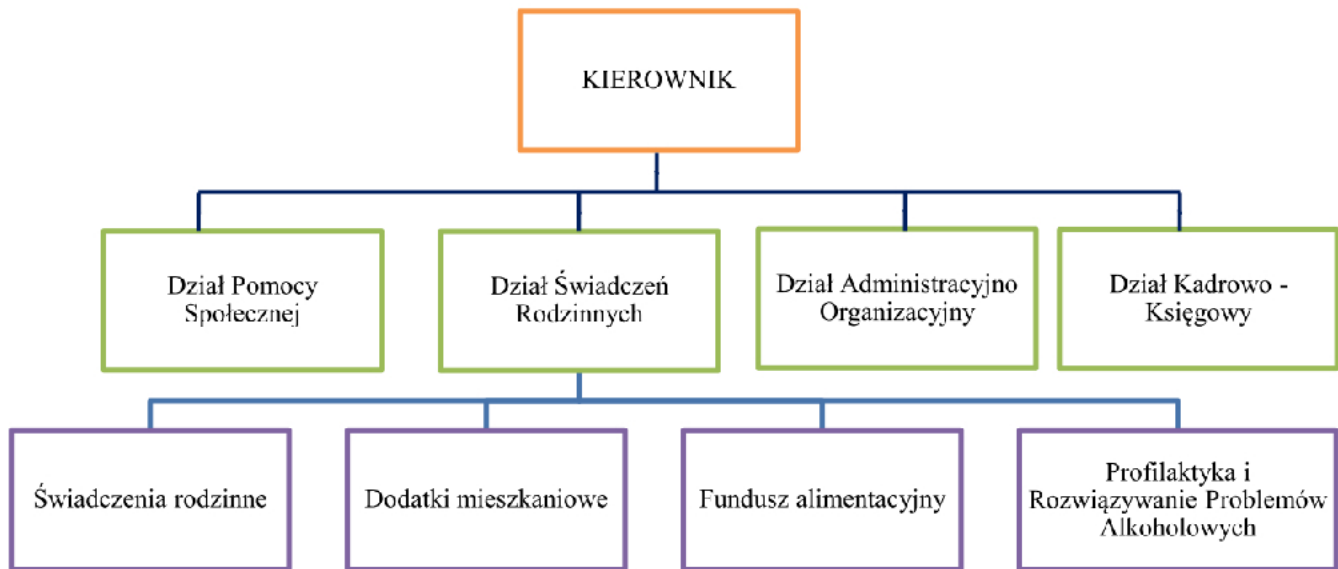 KIEROWNIK
Dział Pomocy
Społecznej
Dział Świadczeń
Rodzinnych
Dział Administracyjno
Organizacyjny
Dział Kadrowo -
Księgowy
Świadczenia rodzinne
Dodatki mieszkaniowe
Fundusz alimentacyjny
Profilaktyka i
Rozwiązywanie Problemów
Alkoholowych